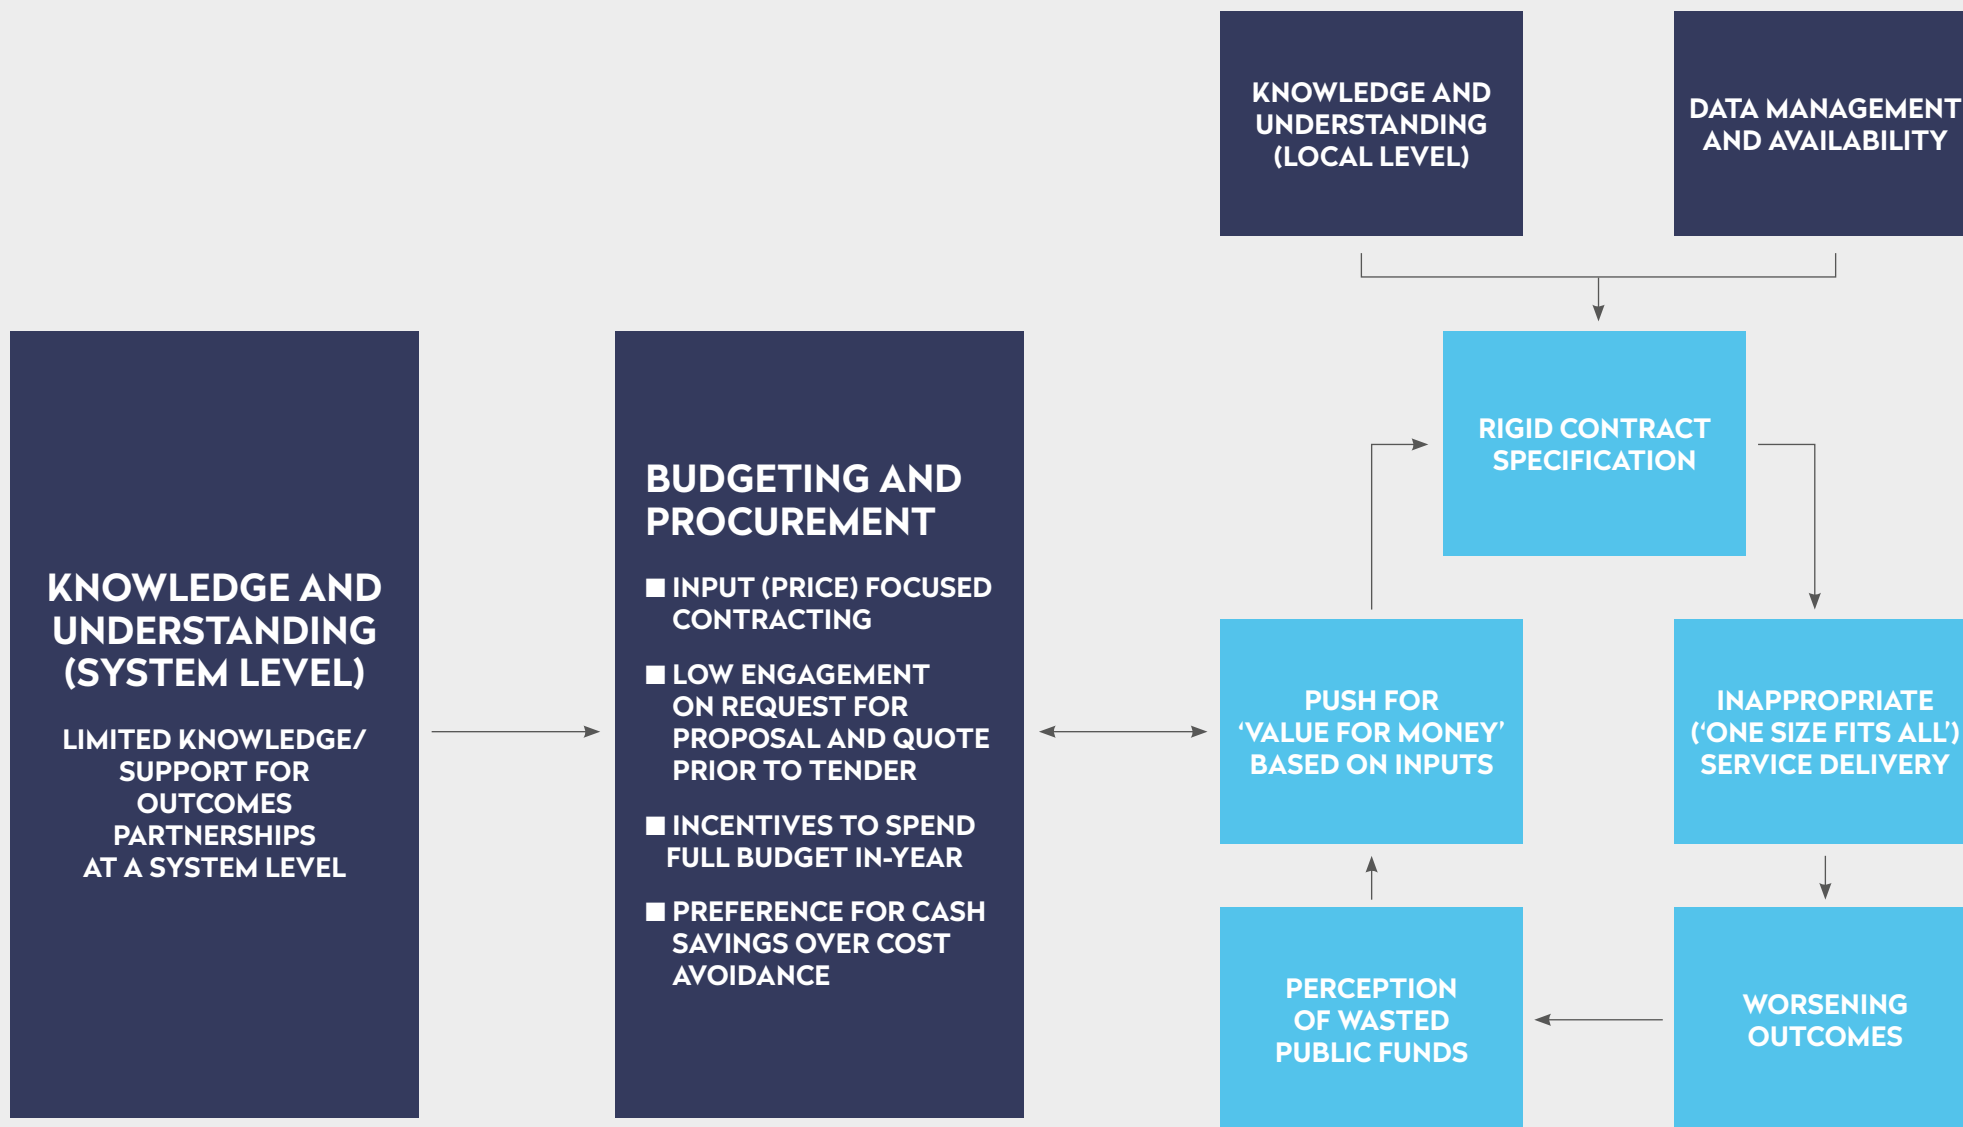 KNOWLEDGE AND
UNDERSTANDING
(LOCAL LEVEL)
DATA MANAGEMENT
AND AVAILABILITY
KNOWLEDGE AND
UNDERSTANDING
(SYSTEM LEVEL)
LIMITED KNOWLEDGE/
SUPPORT FOR
OUTCOMES
PARTNERSHIPS
AT A SYSTEM LEVEL
BUDGETING AND
PROCUREMENT
■ INPUT (PRICE) FOCUSED
CONTRACTING
■ LOW ENGAGEMENT
ON REQUEST FOR
PROPOSAL AND QUOTE
PRIOR TO TENDER
■ INCENTIVES TO SPEND
FULL BUDGET IN-YEAR
■ PREFERENCE FOR CASH
SAVINGS OVER COST
AVOIDANCE
RIGID CONTRACT
SPECIFICATION
PUSH FOR
‘VALUE FOR MONEY’
BASED ON INPUTS
INAPPROPRIATE
(‘ONE SIZE FITS ALL’)
SERVICE DELIVERY
PERCEPTION
OF WASTED
PUBLIC FUNDS
WORSENING
OUTCOMES